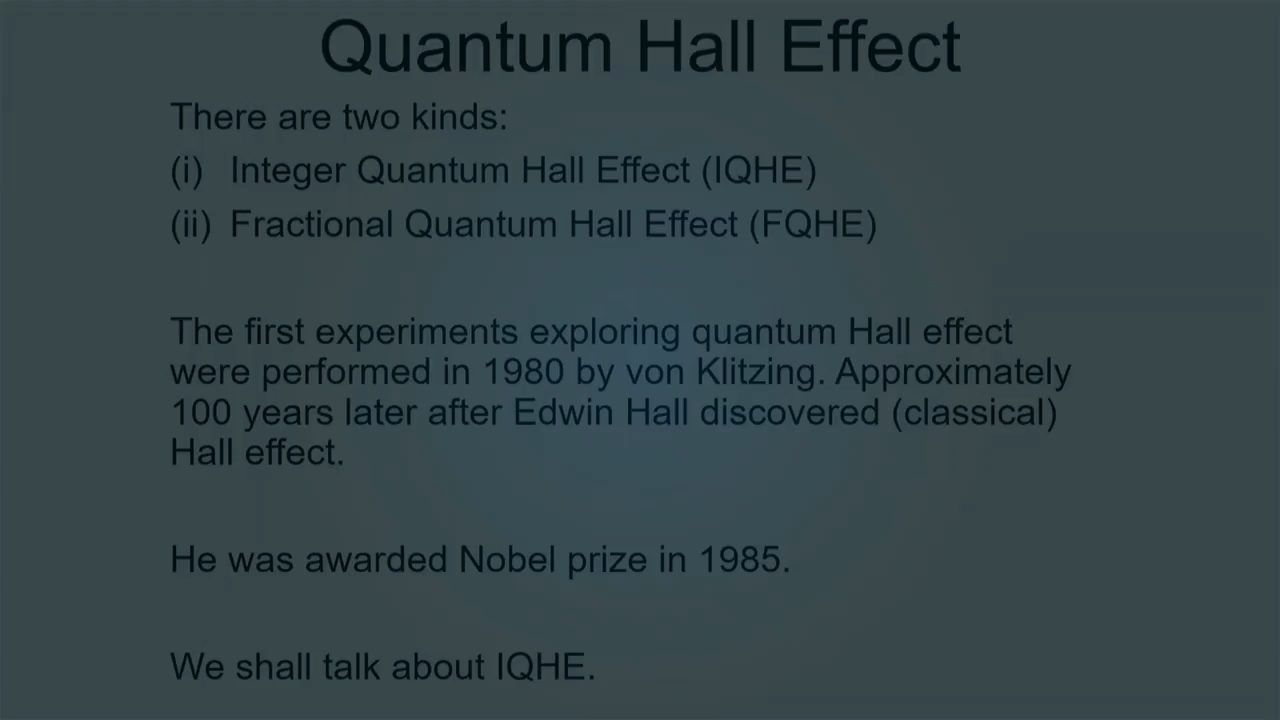 Quantum Hall Effect
There are two kinds:
(i) Integer Quantum Hall Effect (IQHE)
(ii) Fractional Quantum Hall Effect (FQHE)
The first experiments exploring quantum Hall effect
were performed in 1980 by von Klitzing. Approximately
100 years later after Edwin Hall discovered (classical)
Hall effect.
He was awarded Nobel prize in 1985.
We shall talk about IQHE.